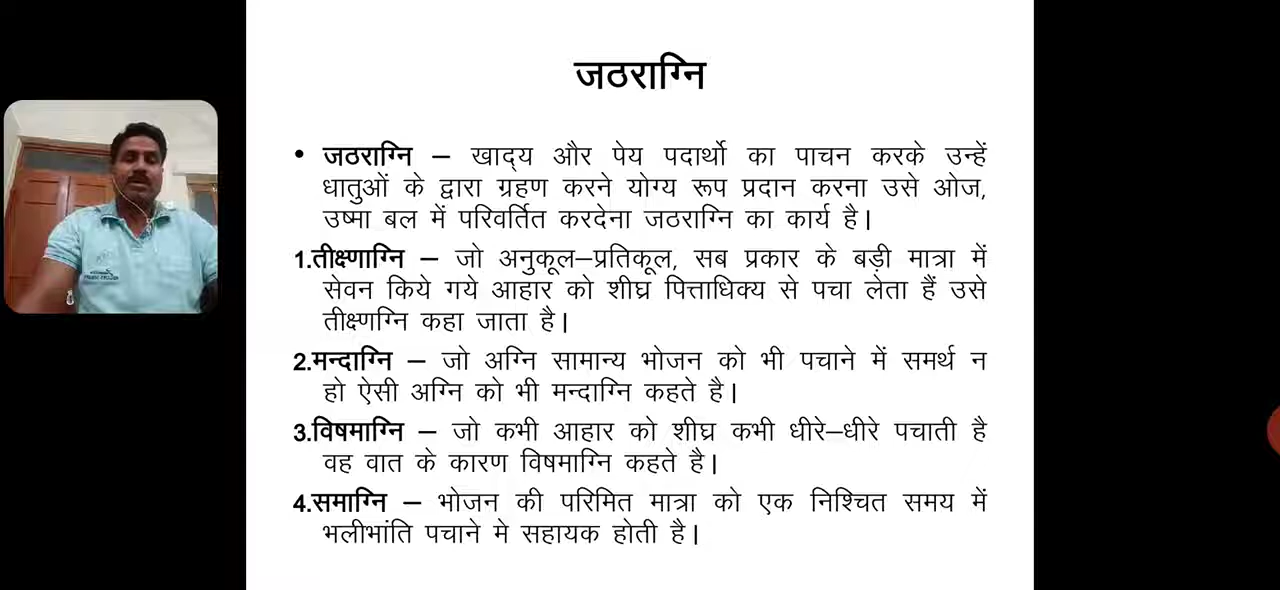 जठराग्नि
• जठराग्नि – खाद्य और पेय पदार्थो का पाचन करके उन्हें
धातुओं के द्वारा ग्रहण करने योग्य रूप प्रदान करना उसे ओज,
उष्मा बल में परिवर्तित करदेना जठराग्नि का कार्य है।
1.तीक्ष्णाग्नि – जो अनुकूल–प्रतिकूल, सब प्रकार के बड़ी मात्रा में
सेवन किये गये आहार को शीघ्र पित्ताधिक्य से पचा लेता हैं उसे
तीक्ष्णग्नि कहा जाता है।
2.मन्दाग्नि – जो अग्नि सामान्य भोजन को भी पचाने में समर्थ न
हो ऐसी अग्नि को भी मन्दाग्नि कहते है।
3.विषमाग्नि – जो कभी आहार को शीघ्र कभी धीरे–धीरे पचाती है
वह वात के कारण विषमाग्नि कहते है।
4.समाग्नि – भोजन की परिमित मात्रा को एक निश्चित समय में
भलीभांति पचाने मे सहायक होती है।